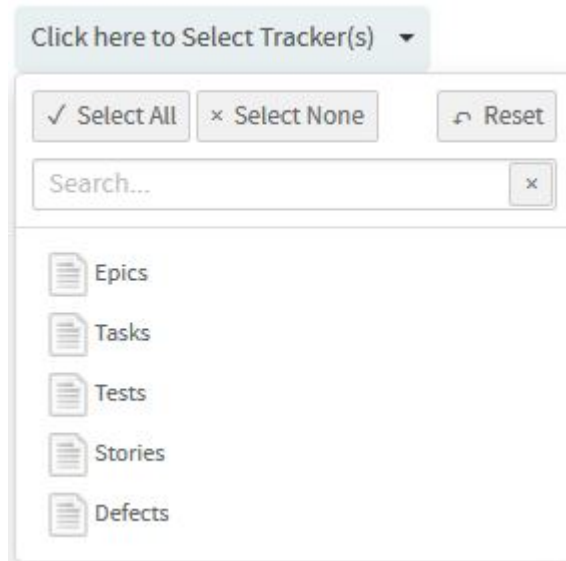 Click here to Select Tracker(s)
✓ Select All × Select None Reset
Search... ×
Epics
Tasks
Tests
Stories
Defects